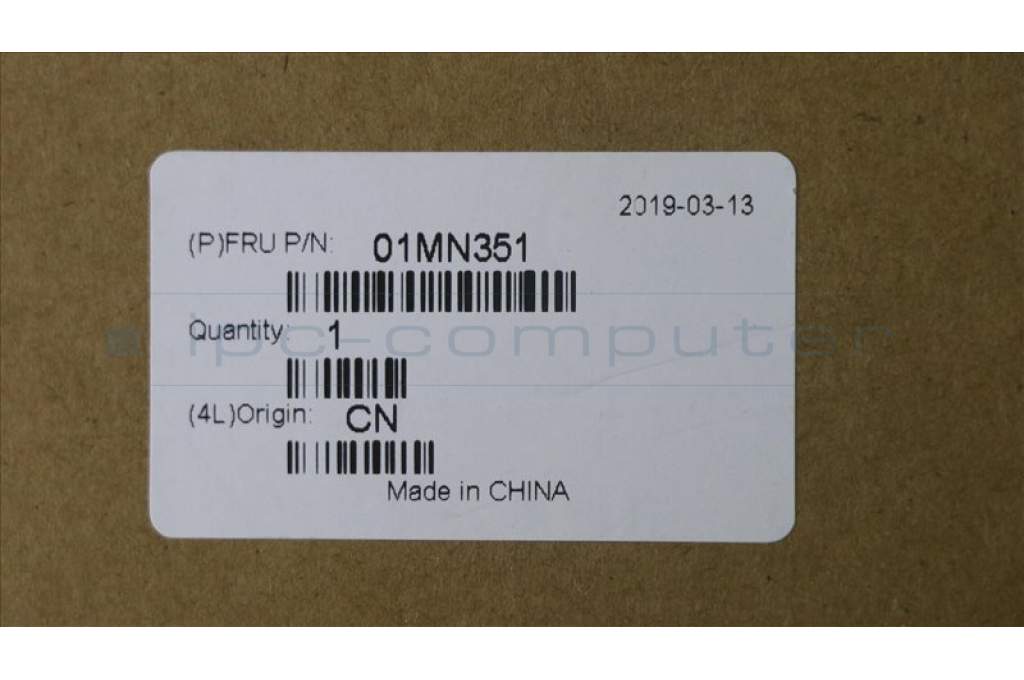 2019-03-13
(P)FRU P/N: 01MN351
Quantity: 1
ipc-computer
(4L)Origin: CN
Made in CHINA